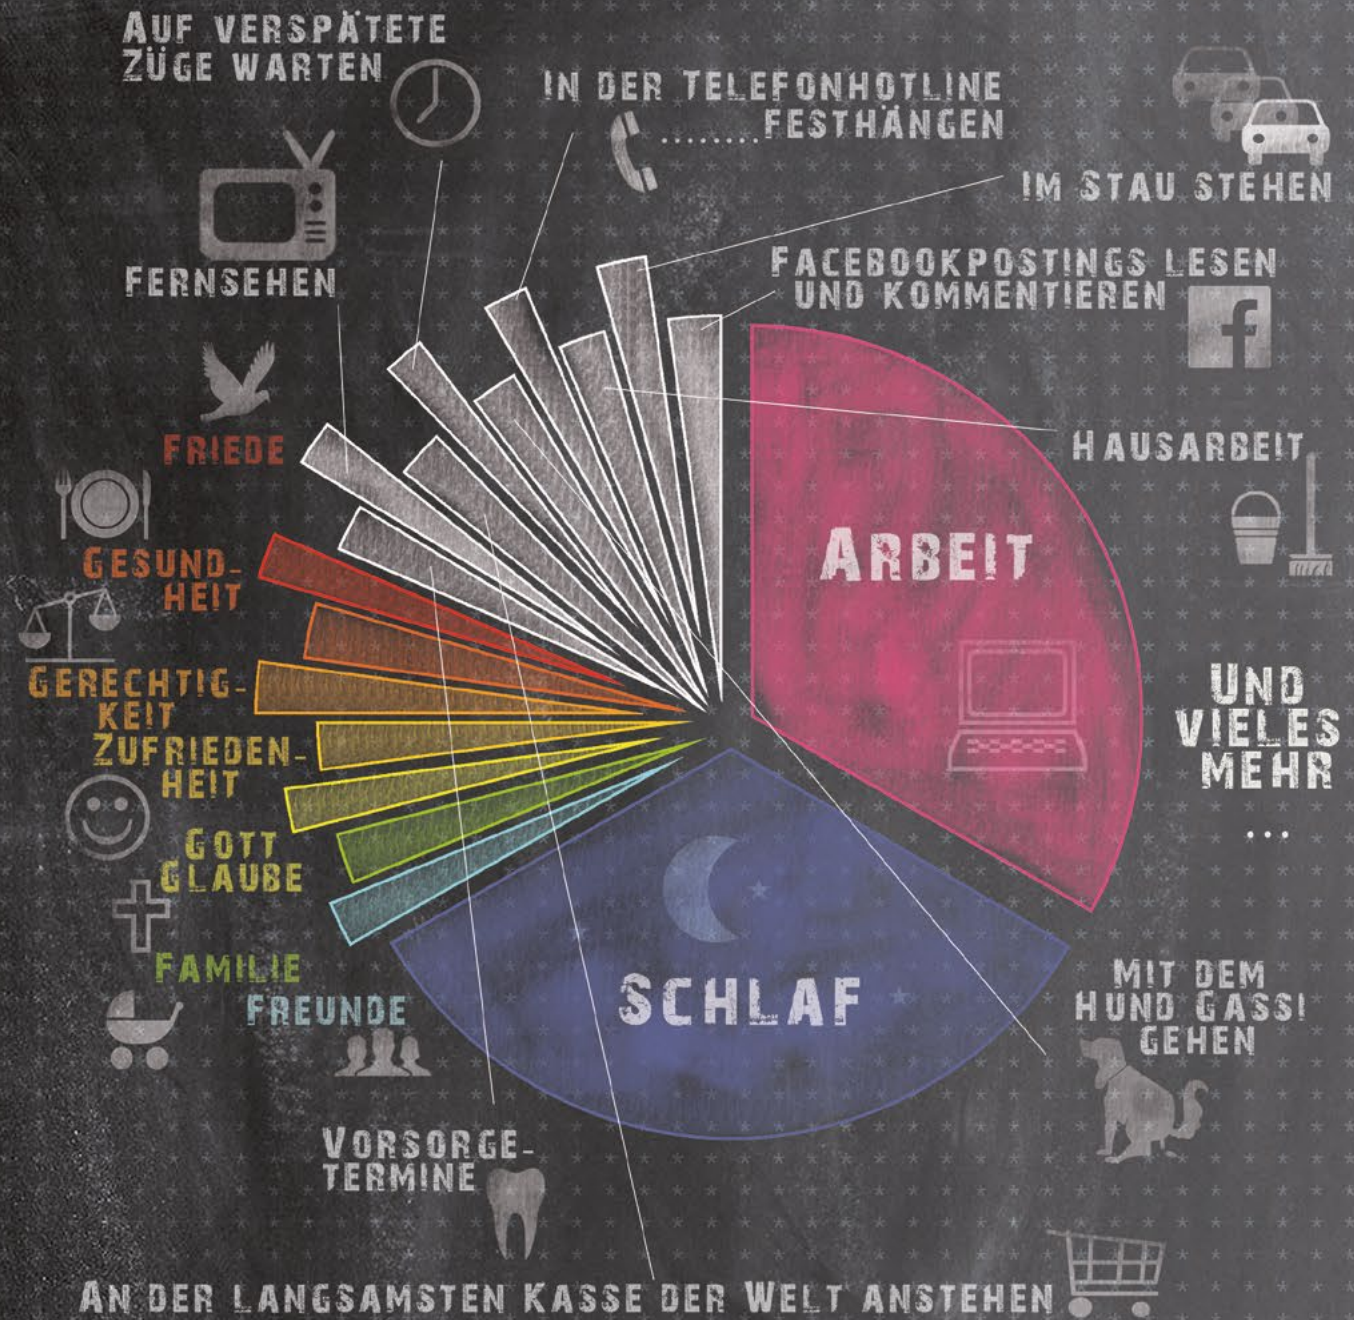 AUF VERSPÄTETE
ZÜGE WARTEN
IN DER TELEFONHOTLINE
........FESTHÄNGEN
IM STAU STEHEN
FERNSEHEN
FACEBOOKPOSTINGS LESEN
UND KOMMENTIEREN
f
FRIEDE
HAUSARBEIT
GESUND-
HEIT
ARBEIT
GERECHTIG-
KEIT
ZUFRIEDEN-
HEIT
UND
VIELES
MEHR
...
GOTT
GLAUBE
FAMILIE
FREUNDE
SCHLAF
MIT DEM
HUND GASSI
GEHEN
VORSORGE-
TERMINE
AN DER LANGSAMSTEN KASSE DER WELT ANSTEHEN